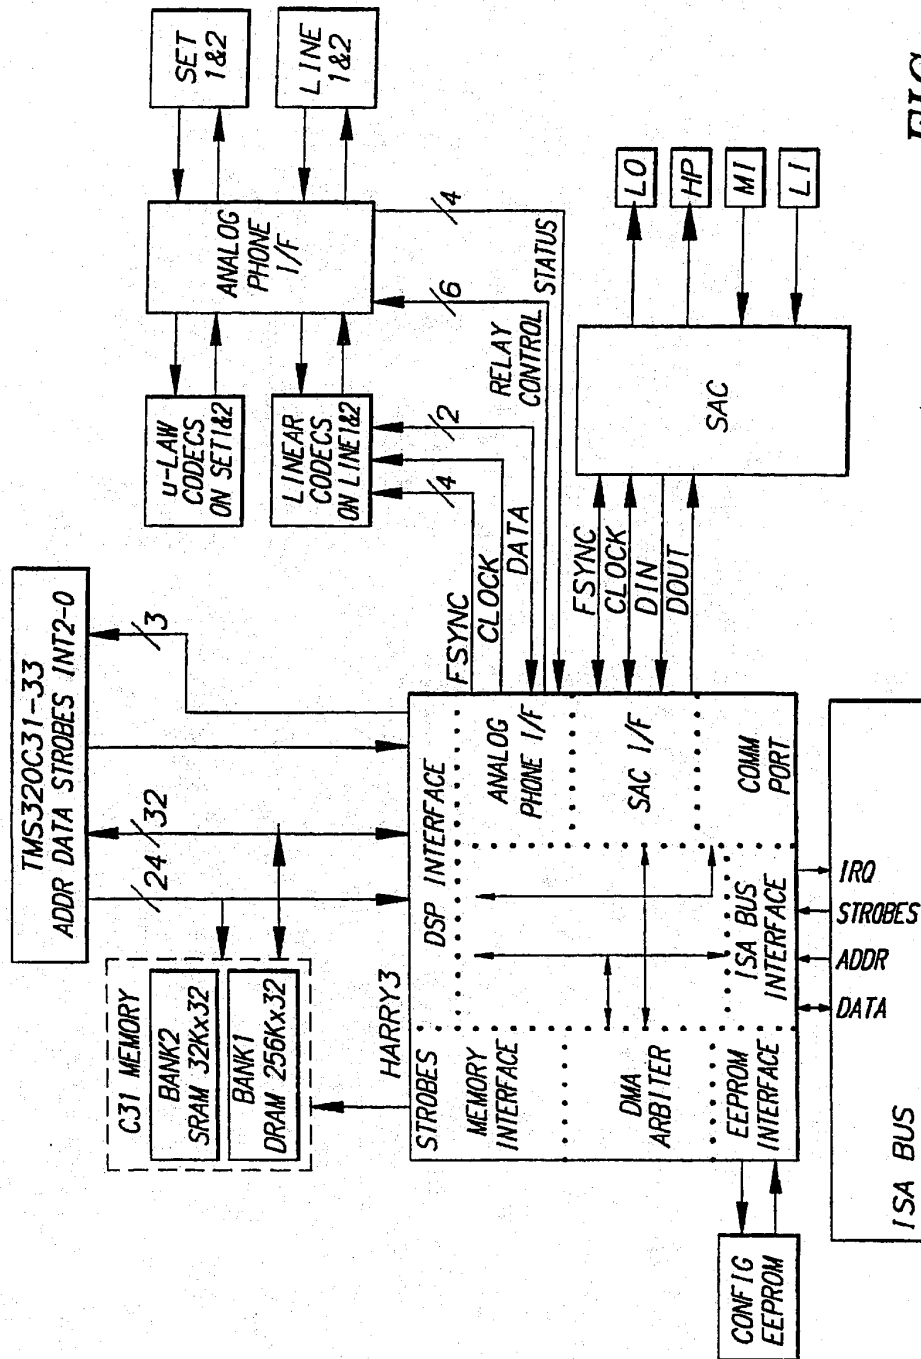 TMS320C31-33
ADDR DATA STROBES INT2-0
24
32
3
C31 MEMORY
BANK2
SRAM 32Kx32
BANK1
DRAM 256Kx32
u-LAW
CODECS
ON SET1&2
LINEAR
CODECS
ON LINE1&2
ANALOG
PHONE
I/F
SET
1&2
LINE
1&2
4
2
6
4
FSYNC
CLOCK
DATA
RELAY
CONTROL
STATUS
HARRY3
STROBES
DSP INTERFACE
MEMORY
INTERFACE
ANALOG
PHONE I/F
DMA
ARBITER
SAC I/F
EEPROM
INTERFACE
ISA BUS
INTERFACE
COMM
PORT
FSYNC
CLOCK
DIN
DOUT
SAC
LO
HP
MI
LI
CONFIG
EEPROM
DATA
ADDR
STROBES
IRQ
ISA BUS
FIG